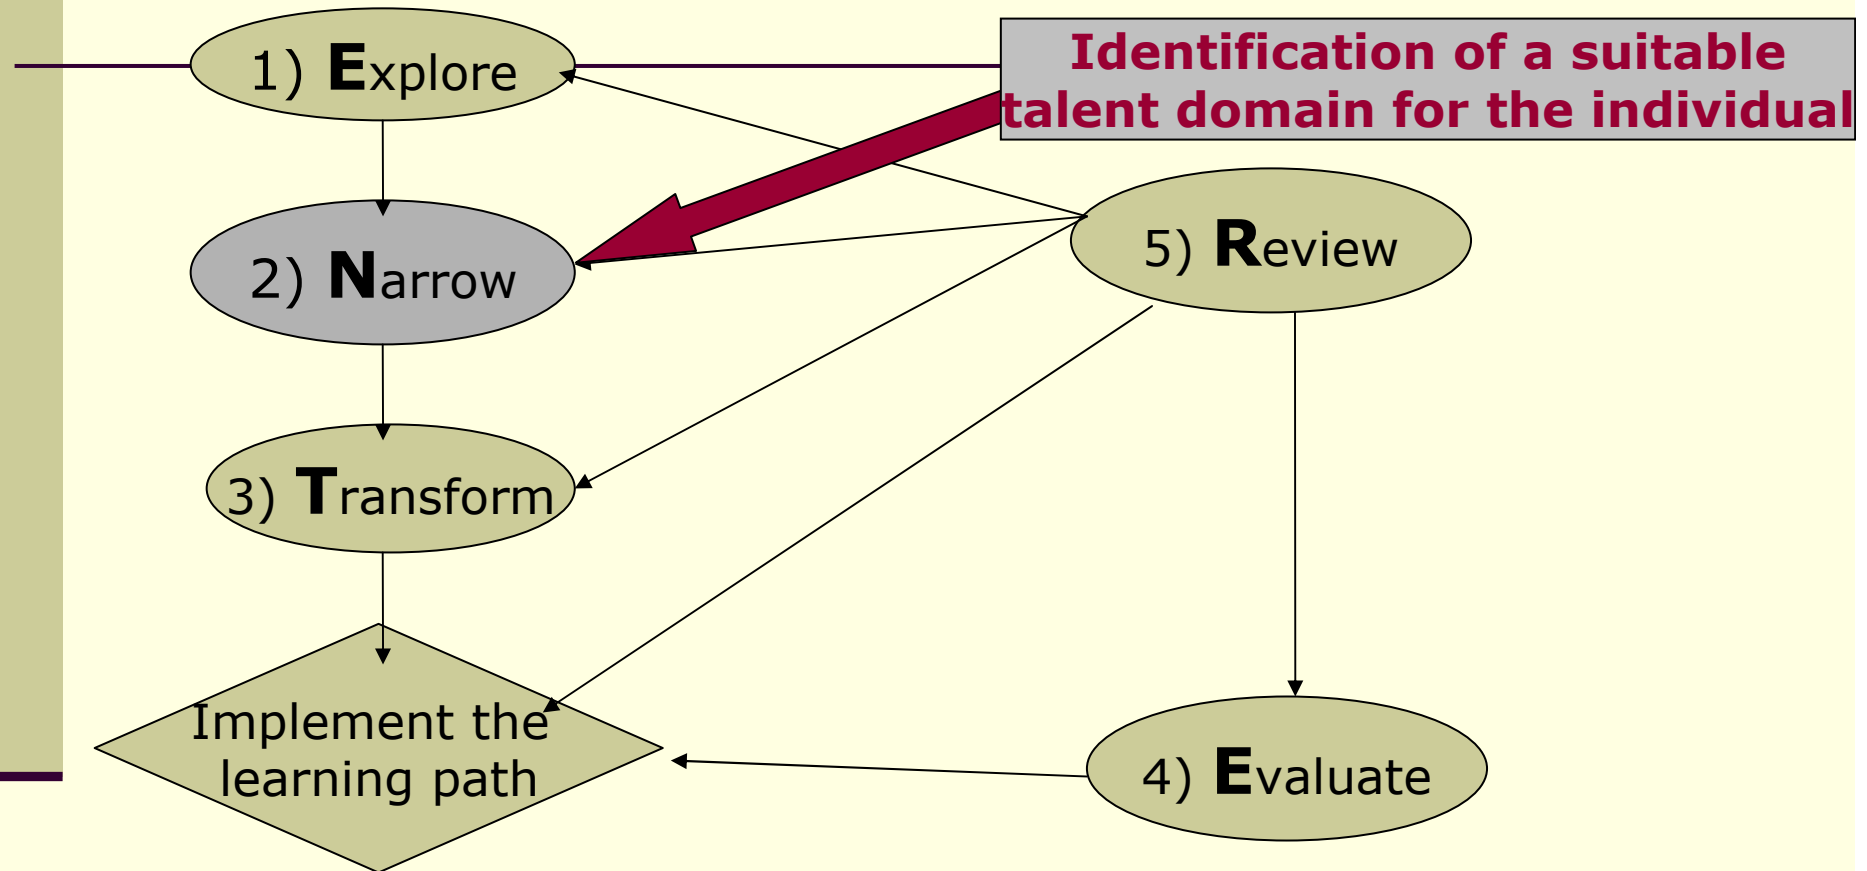 1) Explore
Identification of a suitable
talent domain for the individual
2) Narrow
5) Review
3) Transform
Implement the
learning path
4) Evaluate